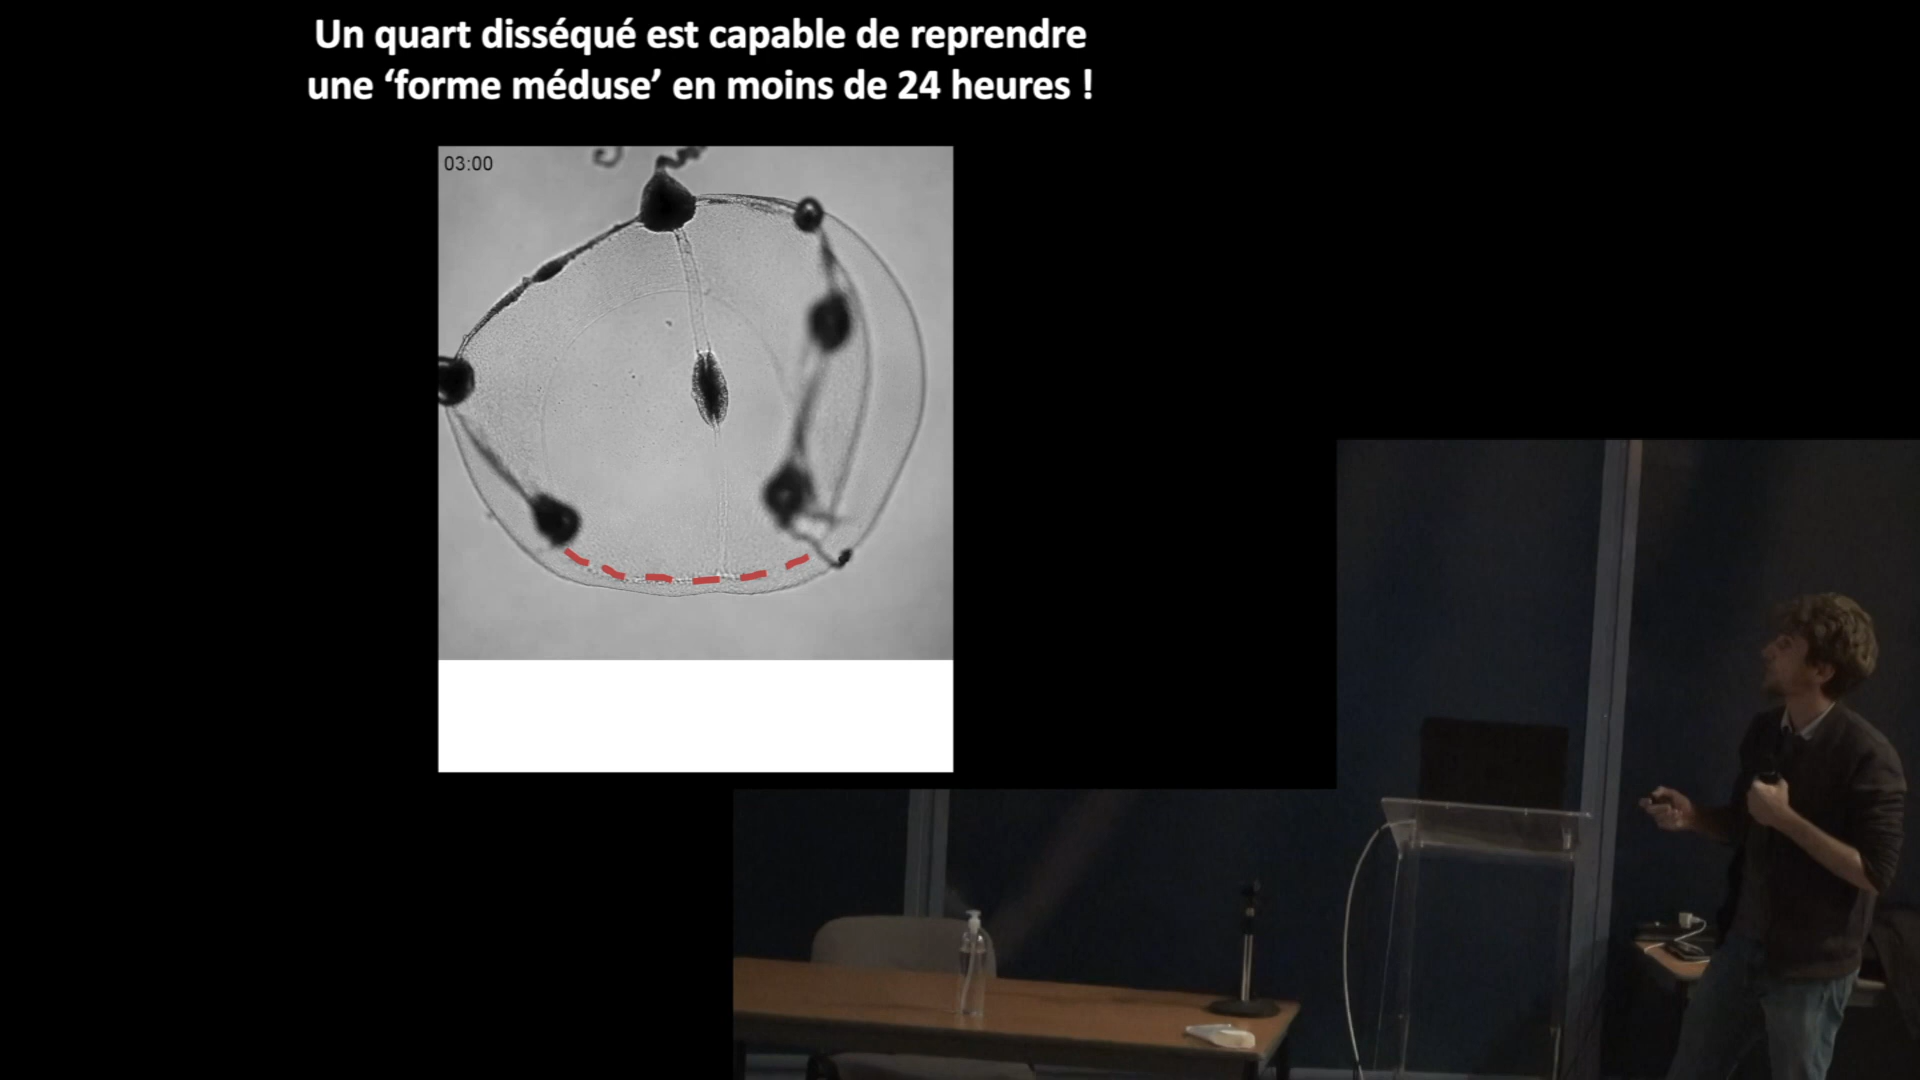 Un quart disséqué est capable de reprendre
une ‘forme méduse’ en moins de 24 heures !
03:00